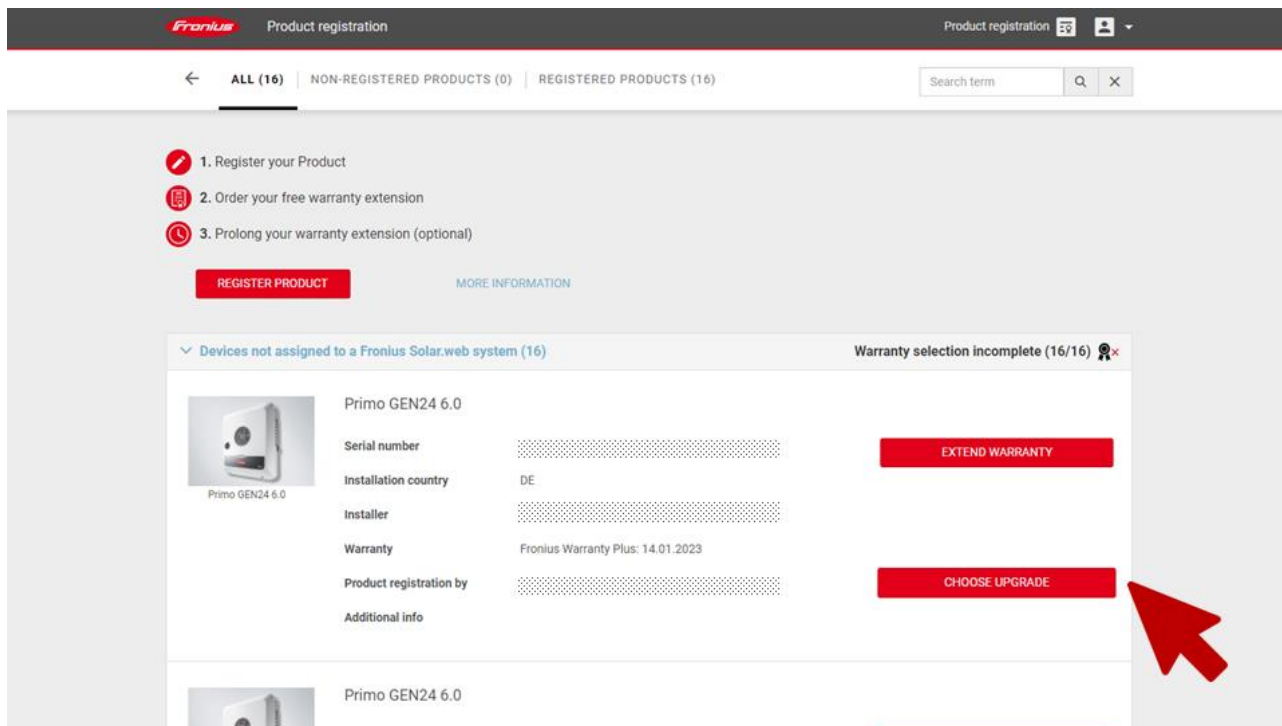 Fronius Product registration Product registration
ALL (16) NON-REGISTERED PRODUCTS (0) REGISTERED PRODUCTS (16) Search term
1. Register your Product
2. Order your free warranty extension
3. Prolong your warranty extension (optional)
REGISTER PRODUCT MORE INFORMATION
Devices not assigned to a Fronius Solar.web system (16) Warranty selection incomplete (16/16)
Primo GEN24 6.0
Serial number
EXTEND WARRANTY
Installation country DE
Primo GEN24 6.0
Installer
Warranty Fronius Warranty Plus: 14.01.2023
Product registration by
CHOOSE UPGRADE
Additional info
Primo GEN24 6.0